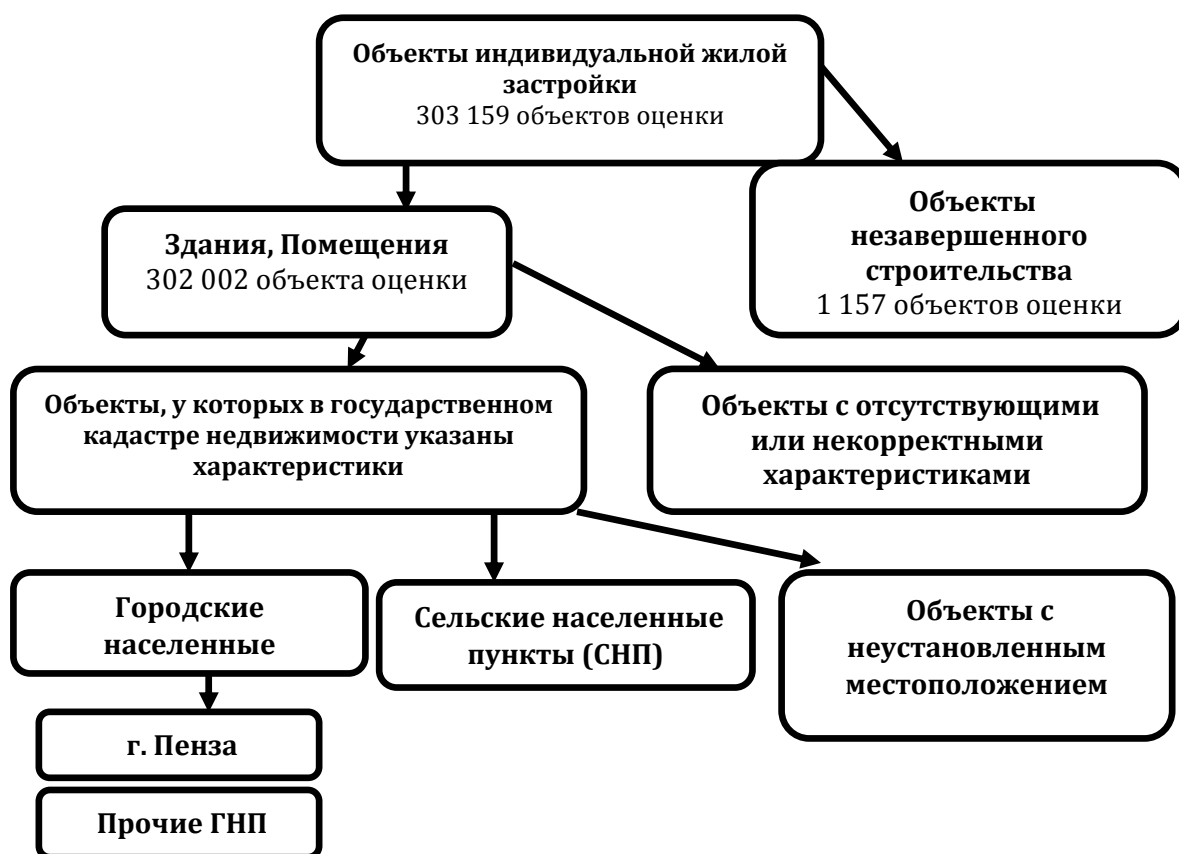 Объекты индивидуальной жилой
застройки
303 159 объектов оценки
Объекты
незавершенного
строительства
1 157 объектов оценки
Здания, Помещения
302 002 объекта оценки
Объекты, у которых в государственном
кадастре недвижимости указаны
характеристики
Объекты с отсутствующими
или некорректными
характеристиками
Городские
населенные
Сельские населенные
пункты (СНП)
Объекты с
неустановленным
местоположением
г. Пенза
Прочие ГНП